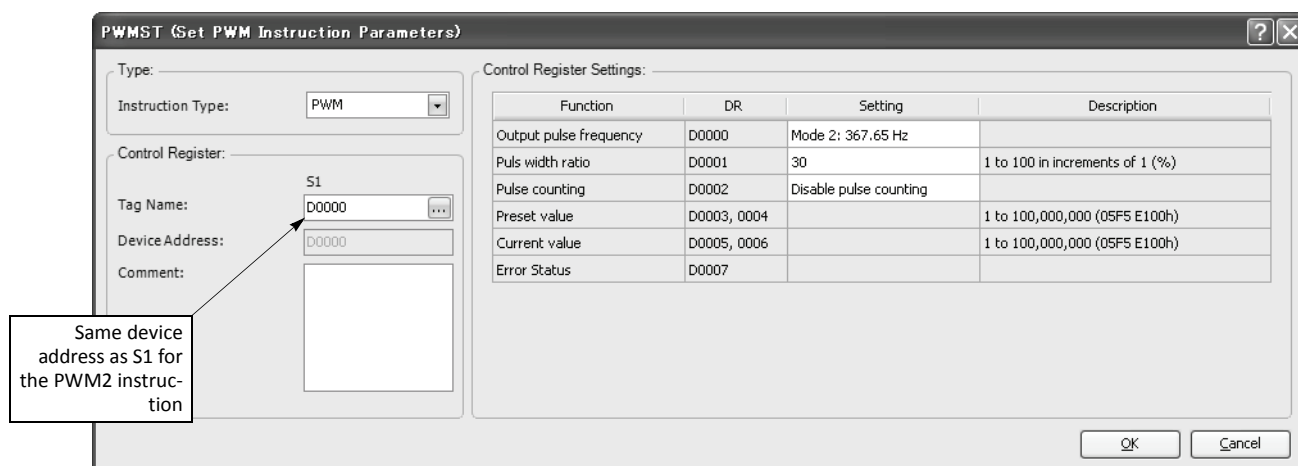 PWMST (Set PWM Instruction Parameters)
Type:
Instruction Type:
PWM
Control Register:
S1
Tag Name:
D0000
...
Device Address:
D0000
Comment:
Same device
address as S1 for
the PWM2 instruc-
tion
Control Register Settings:
Function DR Setting Description
Output pulse frequency D0000 Mode 2: 367.65 Hz
Puls width ratio D0001 30 1 to 100 in increments of 1 (%)
Pulse counting D0002 Disable pulse counting
Preset value D0003, 0004 1 to 100,000,000 (05F5 E100h)
Current value D0005, 0006 1 to 100,000,000 (05F5 E100h)
Error Status D0007
OK Cancel